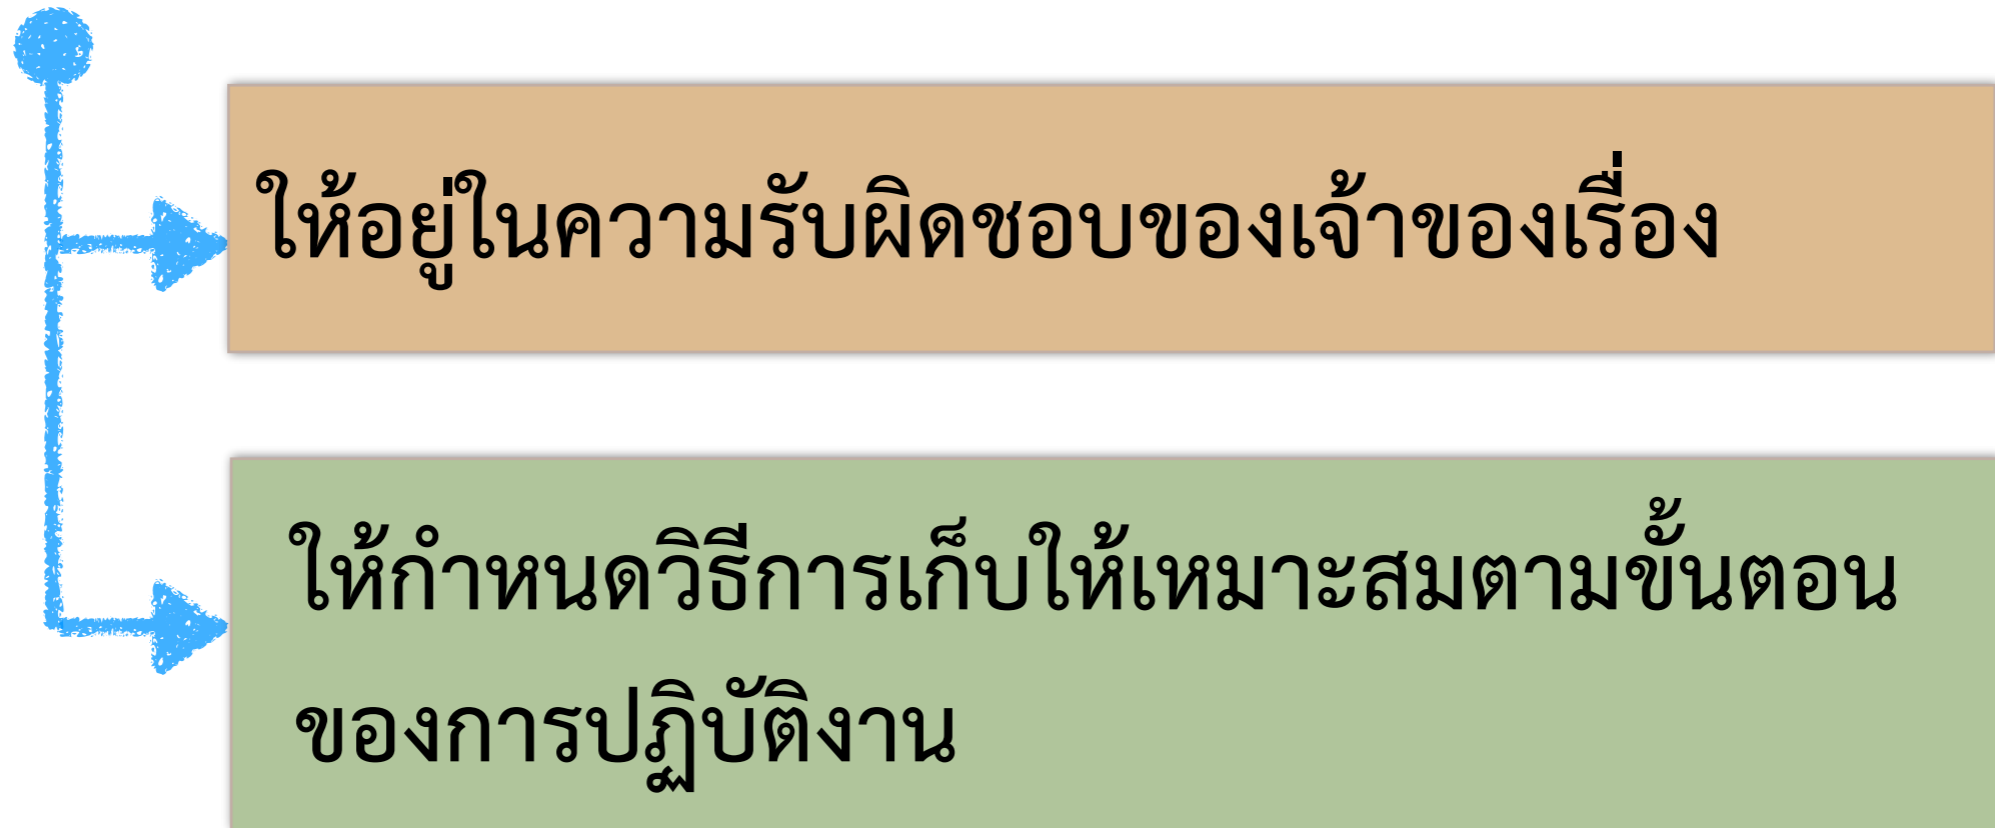 ให้อยู่ในความรับผิดชอบของเจ้าของเรื่อง
ให้กำหนดวิธีการเก็บให้เหมาะสมตามขั้นตอน
ของการปฏิบัติงาน